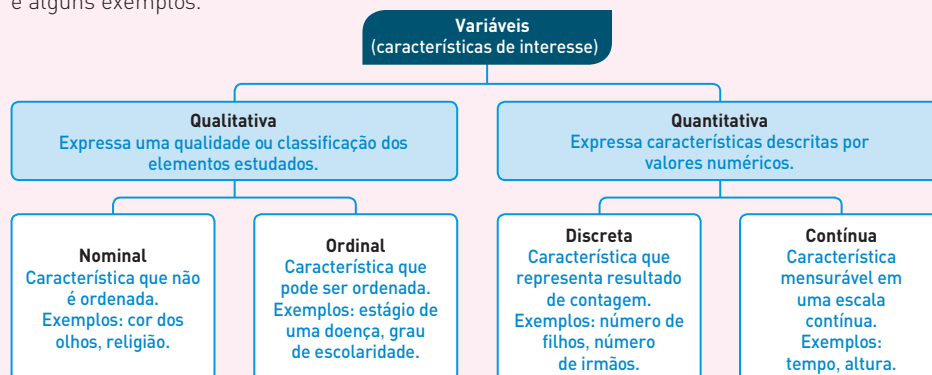 e alguns exemplos.
Variáveis
(características de interesse)
Qualitativa
Expressa uma qualidade ou classificação dos
elementos estudados.
Quantitativa
Expressa características descritas por
valores numéricos.
Nominal
Característica que não
é ordenada.
Exemplos: cor dos
olhos, religião.
Ordinal
Característica que
pode ser ordenada.
Exemplos: estágio de
uma doença, grau
de escolaridade.
Discreta
Característica que
representa resultado
de contagem.
Exemplos: número de
filhos, número
de irmãos.
Contínua
Característica
mensurável em
uma escala
contínua.
Exemplos:
tempo, altura.